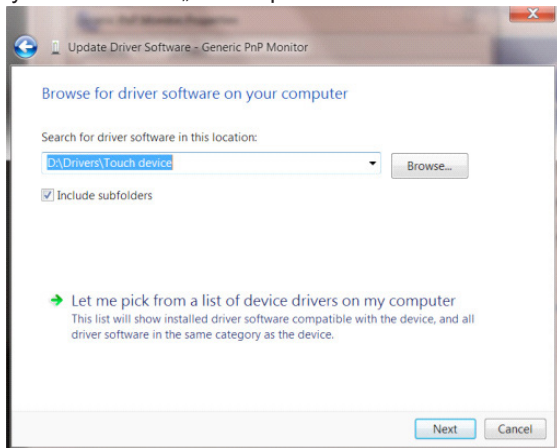 Update Driver Software - Generic PnP Monitor
Browse for driver software on your computer
Search for driver software in this location:
D:\Drivers\Touch device
Browse...
Include subfolders
Let me pick from a list of device drivers on my computer
This list will show installed driver software compatible with the device, and all
driver software in the same category as the device.
Next
Cancel